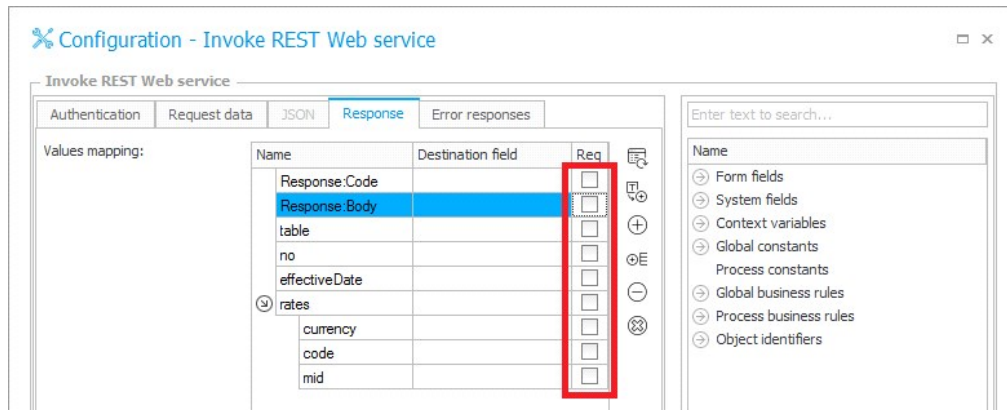 Configuration - Invoke REST Web service
Invoke REST Web service
Authentication Request data JSON Response Error responses
Values mapping:
Name Destination field Req
Response:Code
Response:Body
table
no
effectiveDate
rates
currency
code
mid
Enter text to search...
Name
Form fields
System fields
Context variables
Global constants
Process constants
Global business rules
Process business rules
Object identifiers